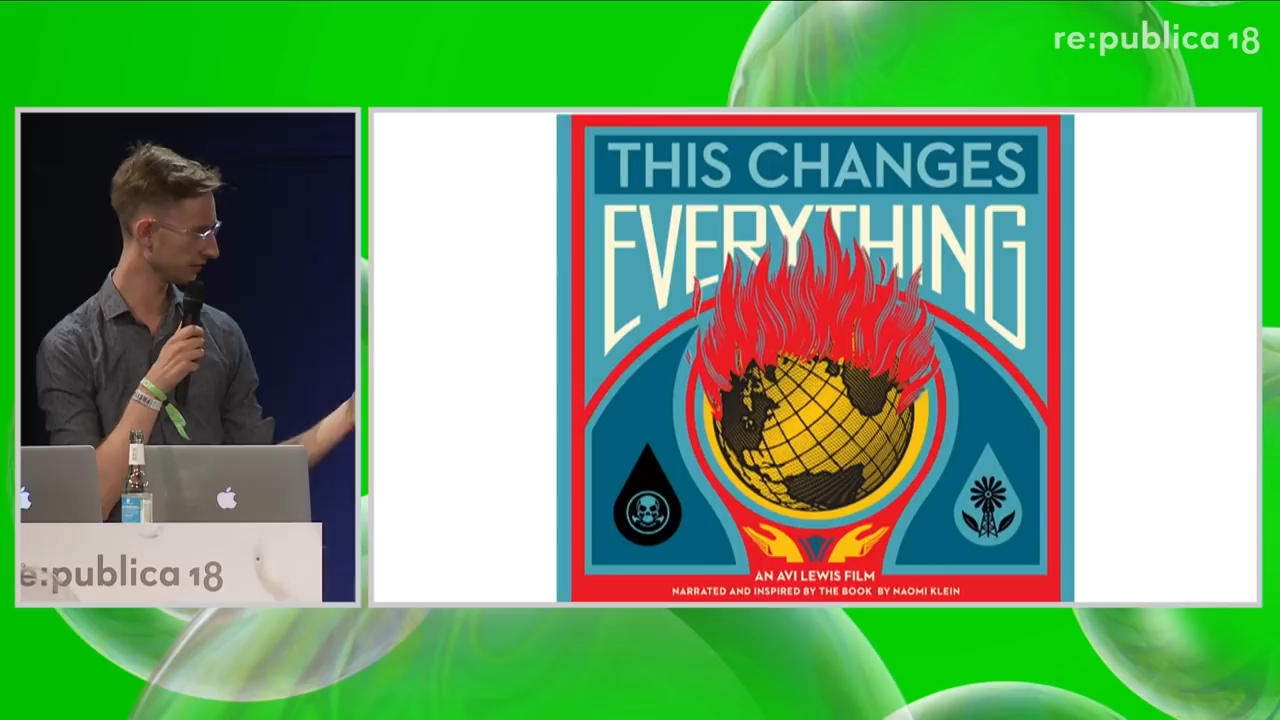 re:publica 18
THIS CHANGES
EVERYTHING
AN AVI LEWIS FILM
NARRATED AND INSPIRED BY THE BOOK BY NAOMI KLEIN
e:publica 18